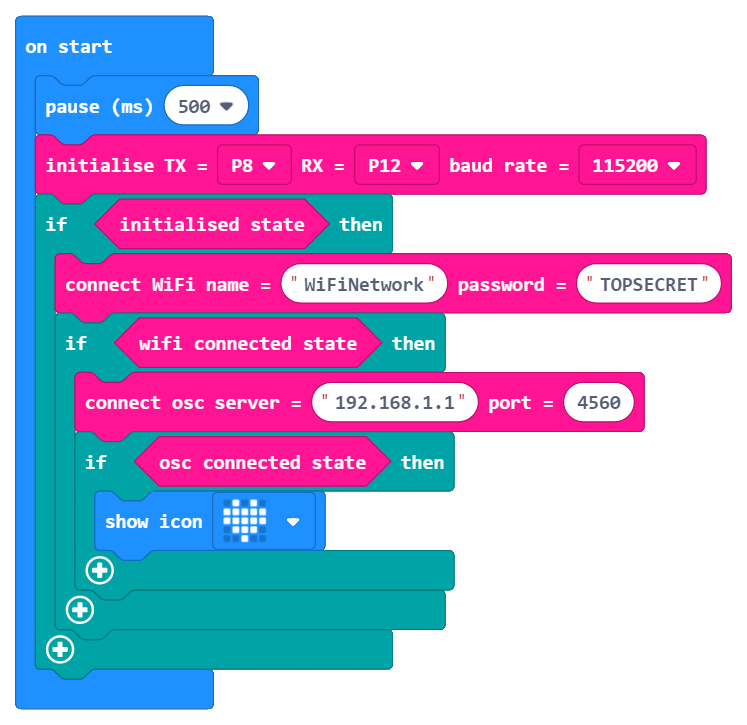 on start
pause (ms) 500
initialise TX = P8 RX = P12 baud rate = 115200
if initialised state then
connect WiFi name = "WiFiNetwork" password = "TOPSECRET"
if wifi connected state then
connect osc server = "192.168.1.1" port = 4560
if osc connected state then
show icon